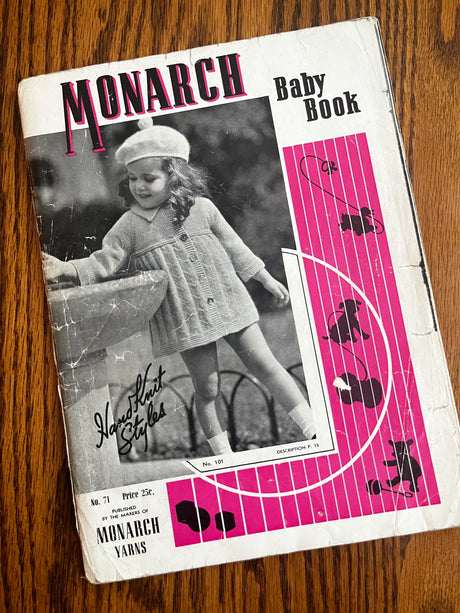 MONARCH
Baby
Book
Hand Knit
Styles
No. 101
DESCRIPTION P. 15
No. 71 Price 25c.
PUBLISHED
BY THE MAKERS OF
MONARCH
YARNS